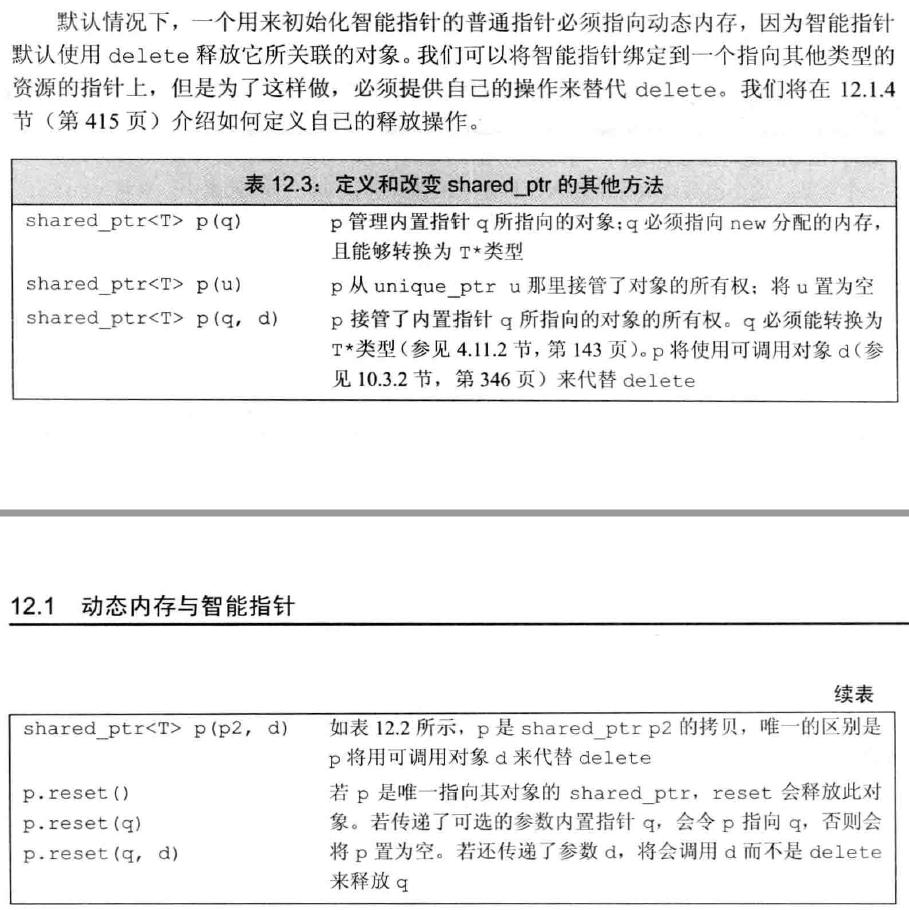 默认情况下，一个用来初始化智能指针的普通指针必须指向动态内存，因为智能指针
默认使用 delete 释放它所关联的对象。我们可以将智能指针绑定到一个指向其他类型的
资源的指针上，但是为了这样做，必须提供自己的操作来替代 delete。我们将在 12.1.4
节（第 415 页）介绍如何定义自己的释放操作。
表 12.3：定义和改变 shared_ptr 的其他方法
shared_ptr<T> p(q) p 管理内置指针 q 所指向的对象；q 必须指向 new 分配的内存，
且能够转换为 T*类型
shared_ptr<T> p(u) p 从 unique_ptr u 那里接管了对象的所有权；将 u 置为空
shared_ptr<T> p(q, d) p 接管了内置指针 q 所指向的对象的所有权。q 必须能转换为
T*类型（参见 4.11.2 节，第 143 页）。p 将使用可调用对象 d（参
见 10.3.2 节，第 346 页）来代替 delete
12.1 动态内存与智能指针
续表
shared_ptr<T> p(p2, d) 如表 12.2 所示，p 是 shared_ptr p2 的拷贝，唯一的区别是
p 将用可调用对象 d 来代替 delete
p.reset() 若 p 是唯一指向其对象的 shared_ptr，reset 会释放此对
p.reset(q) 象。若传递了可选的参数内置指针 q，会令 p 指向 q，否则会
p.reset(q, d) 将 p 置为空。若还传递了参数 d，将会调用 d 而不是 delete
来释放 q